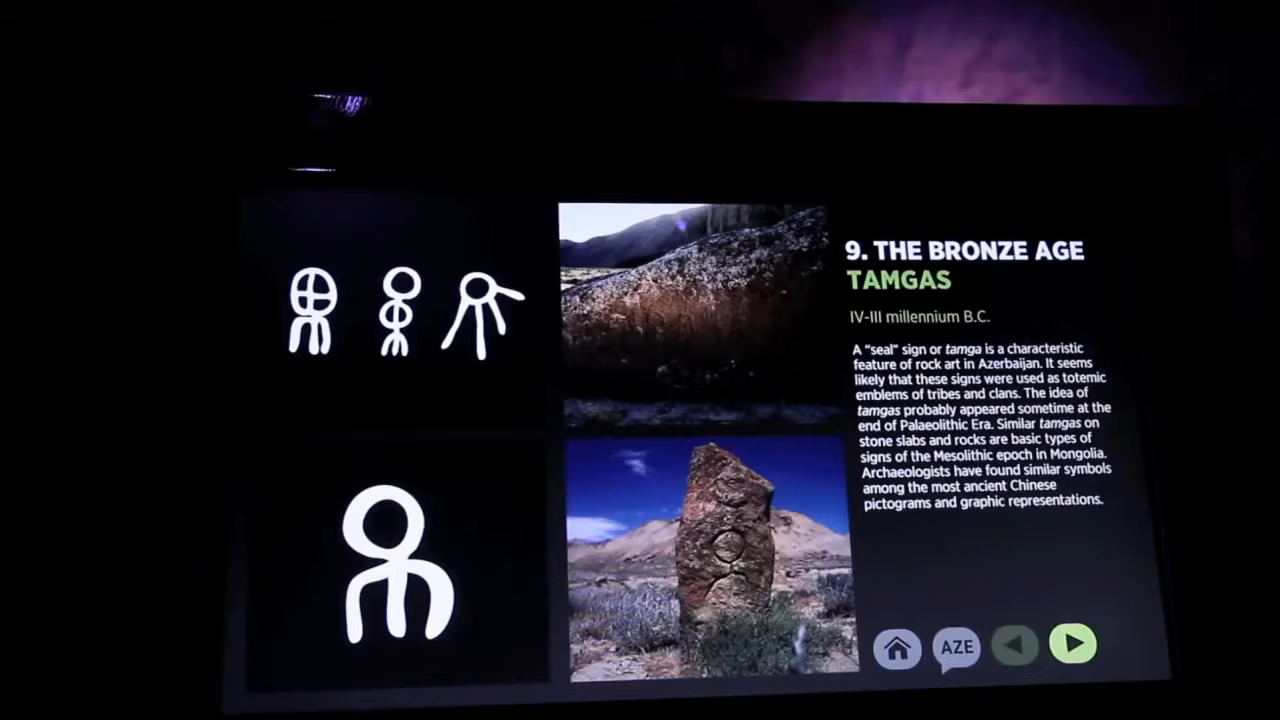 9. THE BRONZE AGE
TAMGAS
IV-III millennium B.C.
A “seal” sign or tamga is a characteristic
feature of rock art in Azerbaijan. It seems
likely that these signs were used as totemic
emblems of tribes and clans. The idea of
tamgas probably appeared sometime at the
end of Palaeolithic Era. Similar tamgas on
stone slabs and rocks are basic types of
signs of the Mesolithic epoch in Mongolia.
Archaeologists have found similar symbols
among the most ancient Chinese
pictograms and graphic representations.
AZE